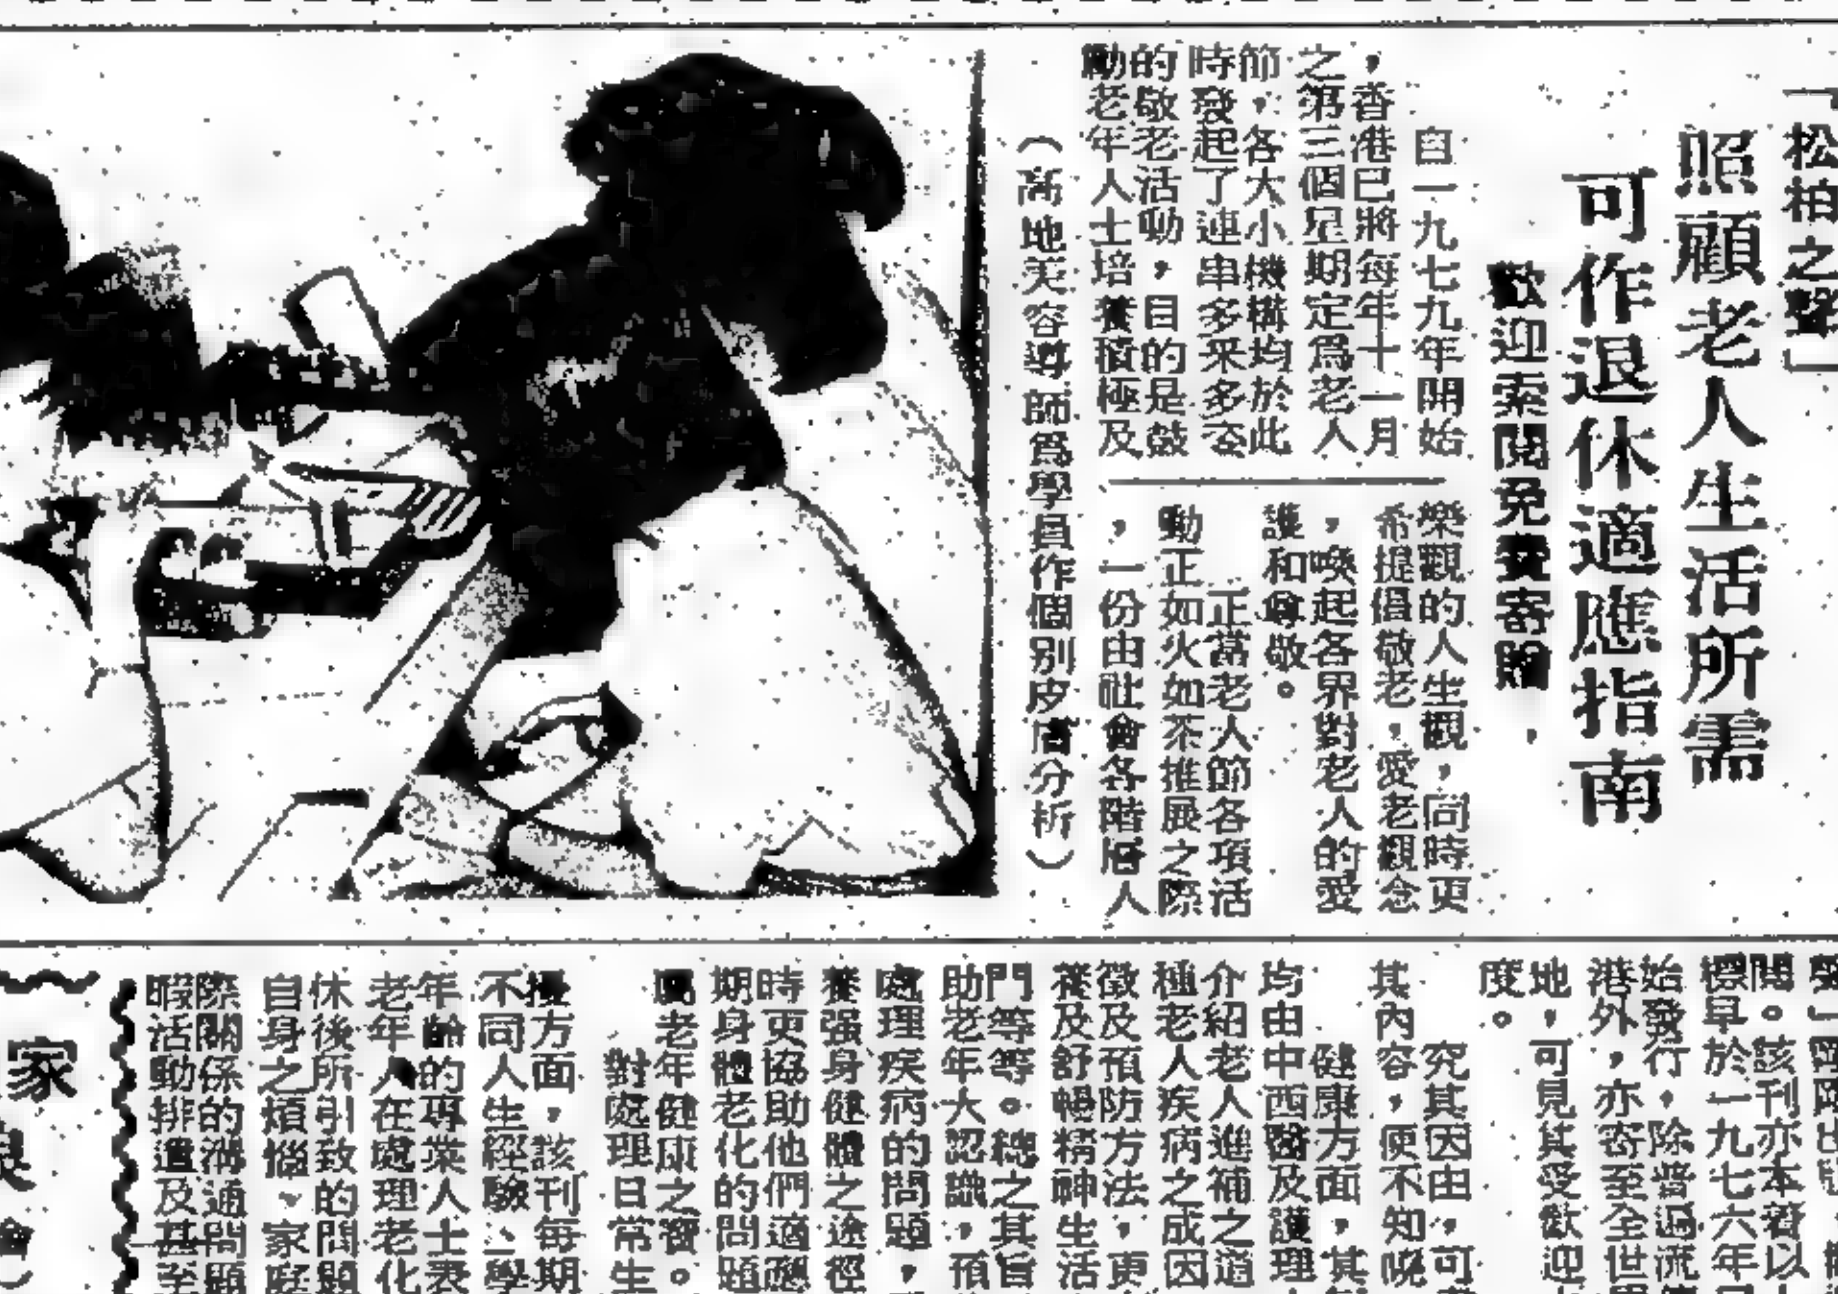 「松柏之聲」
照顧老人生活所需
可作退休適應指南
歡迎索閱免費寄贈
自一九七九年開始
，香港已將每年十一月
之第三個星期定爲老人
節，各大小機構均於此
時發起了連串多釆多姿
的敬老活動，目的是鼓
勵老年人士培養積極及
樂觀的人生觀，同時更
希提倡敬老，愛老觀念
，喚起各界對老人的愛
護和尊敬。
正當老人節各項活
動正如火如荼推展之際
，一份由社會各階層人
（高地美容導師爲學員作個別皮膚分析）
閱。該刊亦本着以
標早於一九七六年
始發行，除普遍流
港外，亦寄至全世界
地，可見其受歡迎
度。
究其因由，可
其內容，便不知曉
健康方面，其
均由中西醫及護理
介紹老人進補之道
種老人疾病之成因
徵及預防方法，更
養及舒暢精神生活
門等等。總之其旨
助老年大認識，預
處理疾病的問題，
養强身健體之途徑
時更協助他們適應
期身體老化的問題
屬老年健康之寶。
對處理日常生
擾方面，該刊每期
不同人生經驗、學
年齡的專業人士表
老年人在處理老化
休後所引致的問題
自身之煩惱、家庭
際關係的溝通問題
暇活動排遣及甚至
家